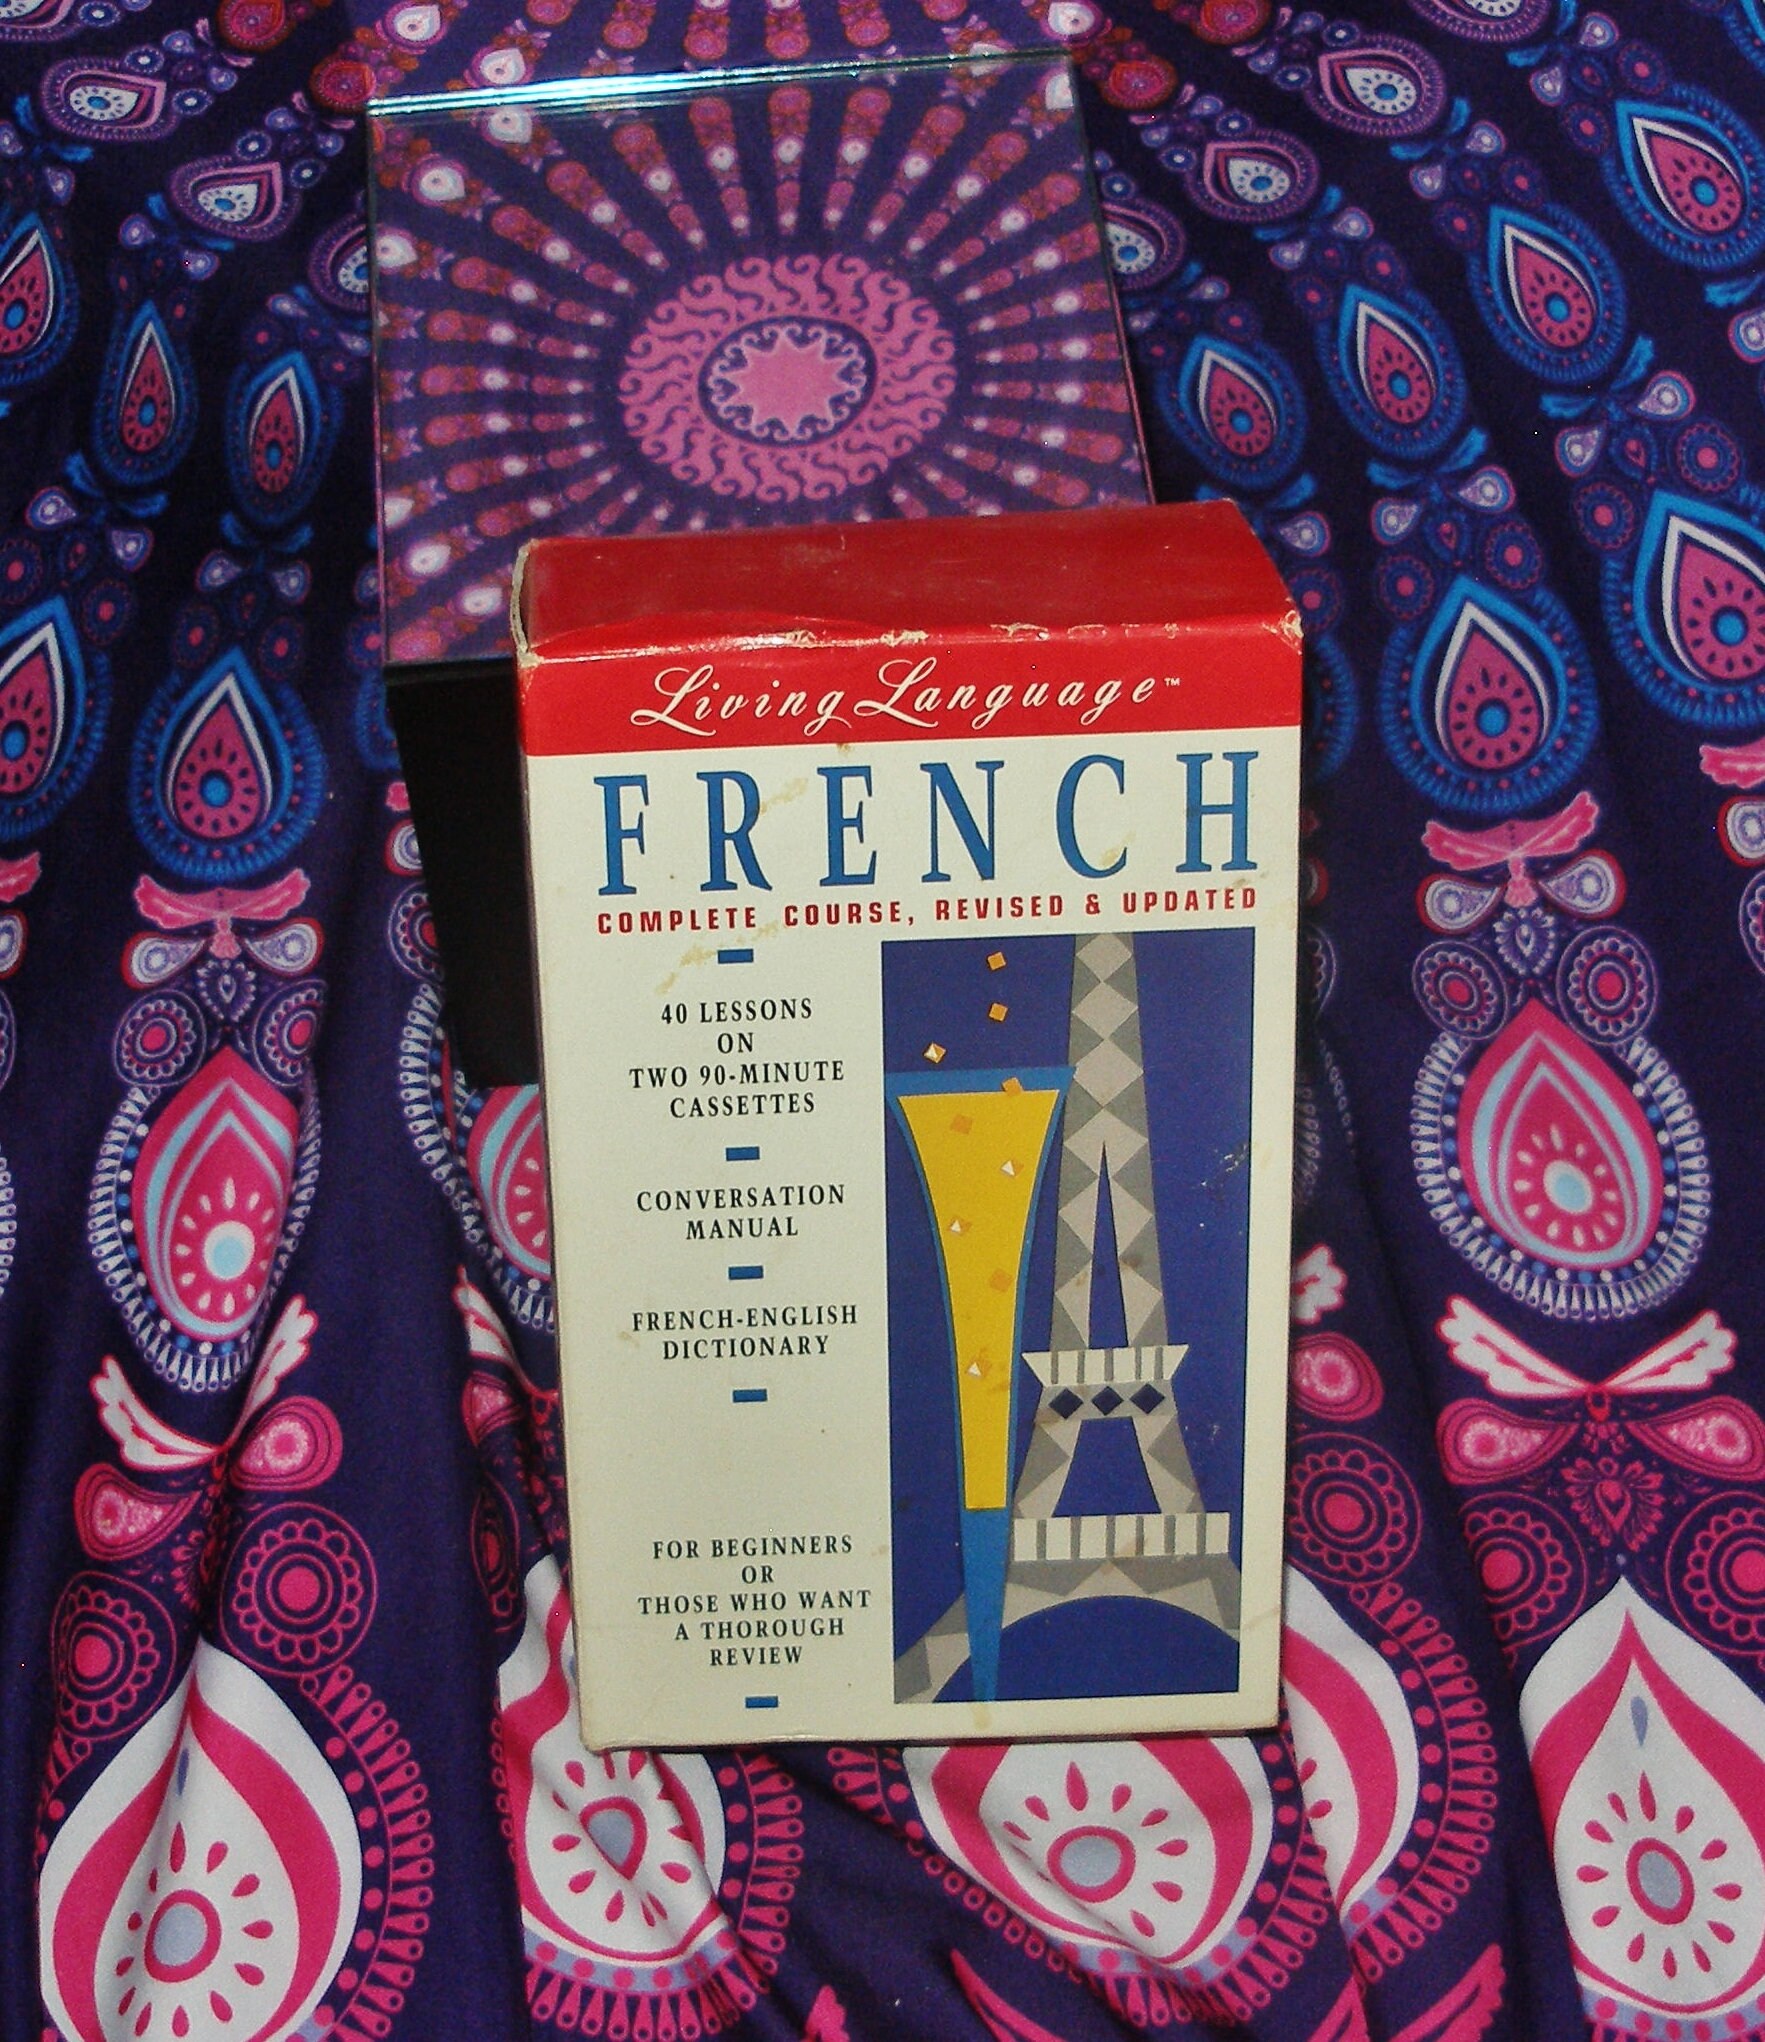 Living Language™
FRENCH
COMPLETE COURSE, REVISED & UPDATED
40 LESSONS
ON
TWO 90-MINUTE
CASSETTES
CONVERSATION
MANUAL
FRENCH-ENGLISH
DICTIONARY
FOR BEGINNERS
OR
THOSE WHO WANT
A THOROUGH
REVIEW